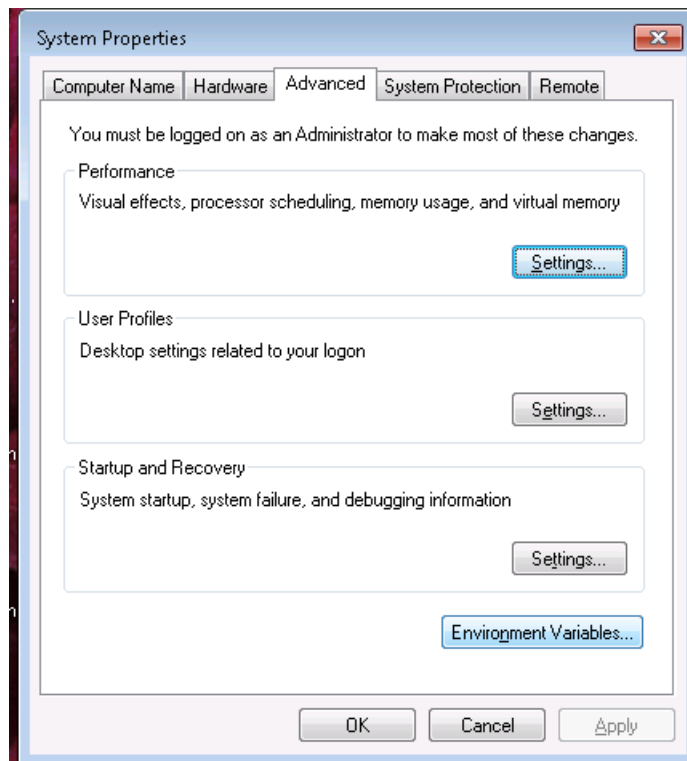 System Properties
Computer Name Hardware Advanced System Protection Remote
You must be logged on as an Administrator to make most of these changes.
Performance
Visual effects, processor scheduling, memory usage, and virtual memory
Settings...
User Profiles
Desktop settings related to your logon
Settings...
Startup and Recovery
System startup, system failure, and debugging information
Settings...
Environment Variables...
OK Cancel Apply